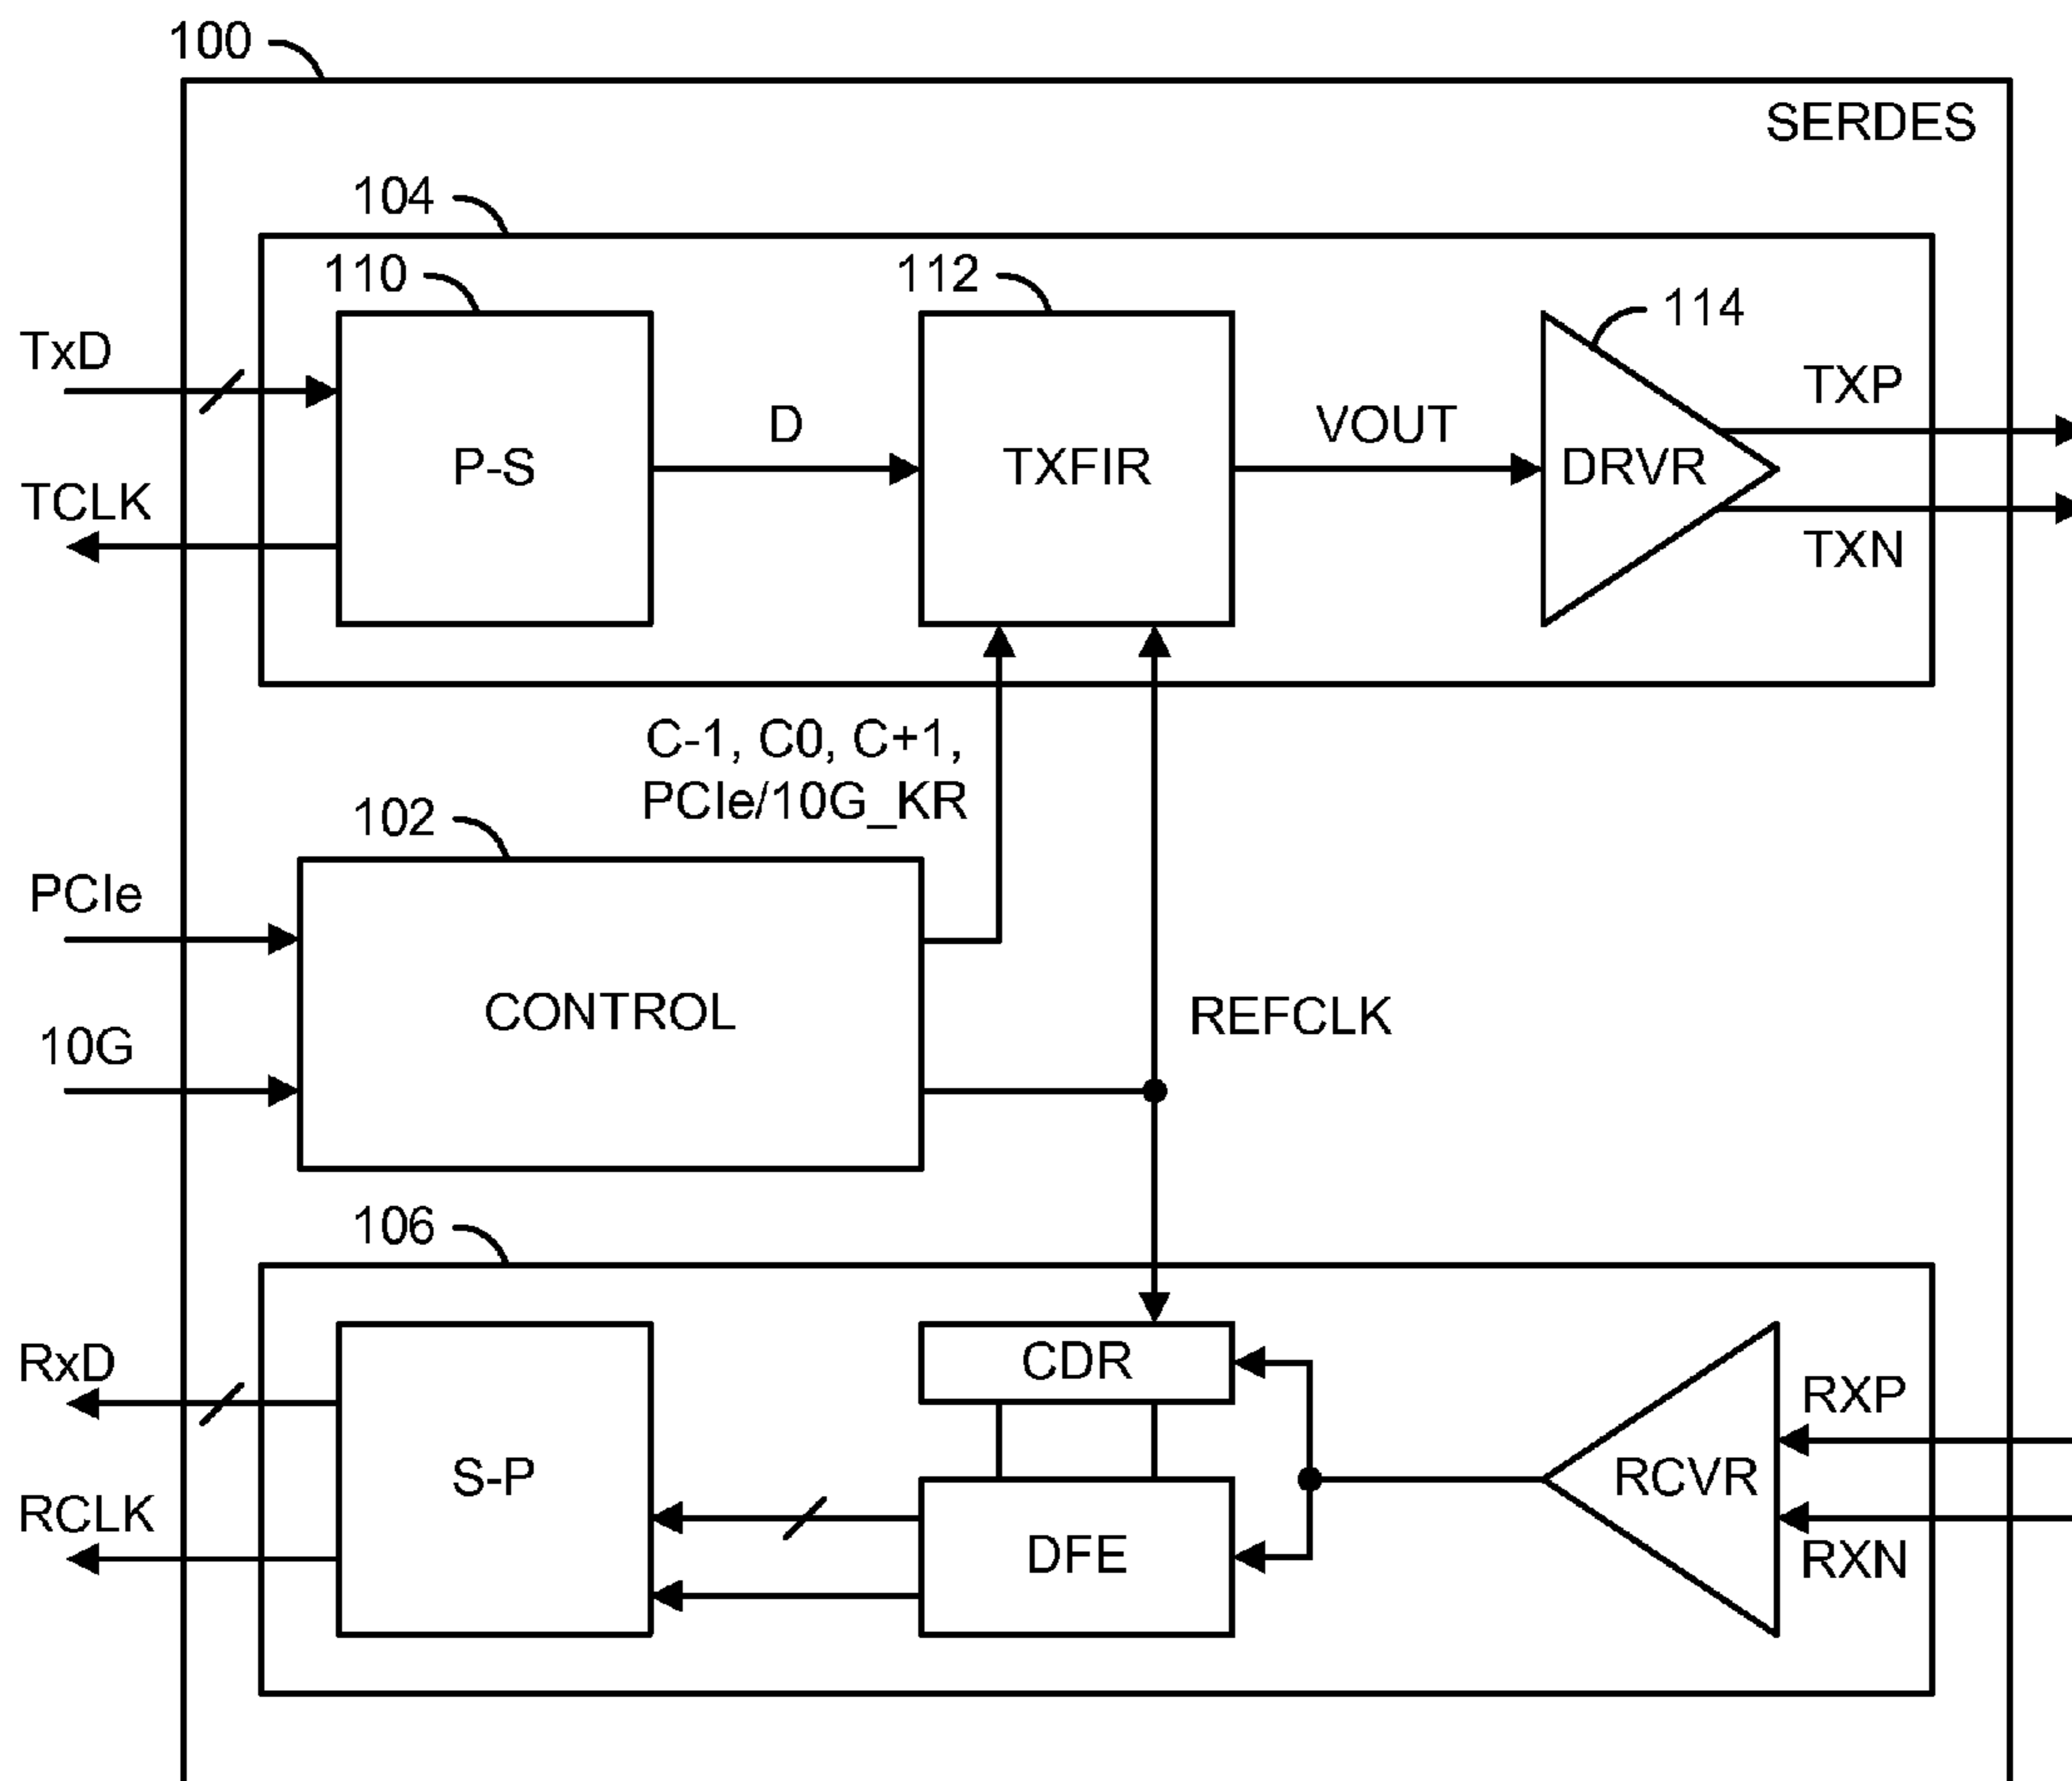 100
SERDES
104
110
112
114
TxD
TCLK
P-S
D
TXFIR
VOUT
DRVR
TXP
TXN
C-1, C0, C+1,
PCIe/10G_KR
102
PCIe
10G
CONTROL
REFCLK
106
RxD
RCLK
S-P
CDR
DFE
RCVR
RXP
RXN